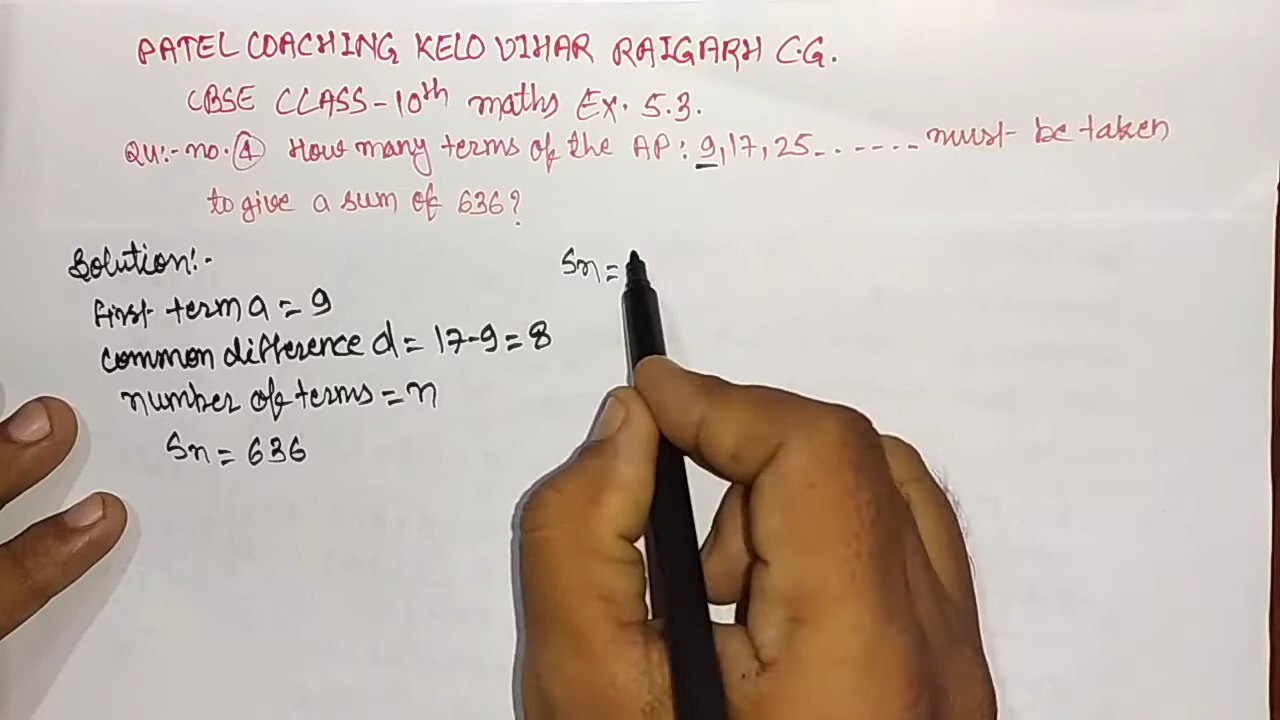 PATEL COACHING KELO VIHAR RAIGARH C.G.
CBSE CLASS-10th maths Ex. 5.3.
QU:-no.④ How many terms of the AP: 9,17,25....... must be taken
to give a sum of 636?
Solution:-
First term a = 9
Common difference d = 17-9 = 8
number of terms = n
Sn = 636
Sn =